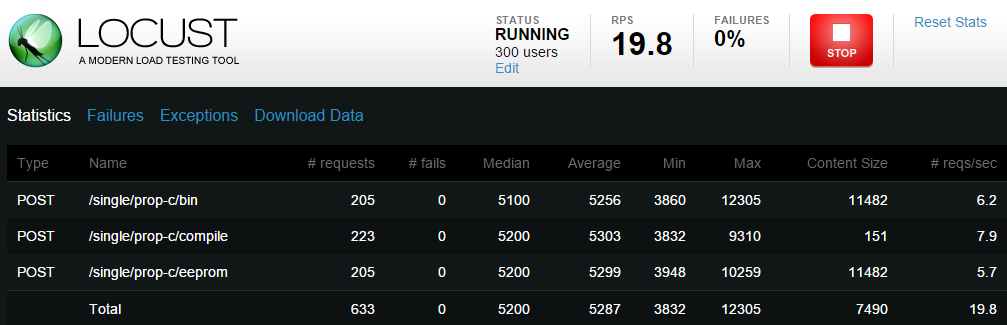 LOCUST
A MODERN LOAD TESTING TOOL
STATUS
RUNNING
300 users
Edit
RPS
19.8
FAILURES
0%
STOP
Reset Stats
Statistics Failures Exceptions Download Data
Type Name # requests # fails Median Average Min Max Content Size # reqs/sec
POST /single/prop-c/bin 205 0 5100 5256 3860 12305 11482 6.2
POST /single/prop-c/compile 223 0 5200 5303 3832 9310 151 7.9
POST /single/prop-c/eeprom 205 0 5200 5299 3948 10259 11482 5.7
Total 633 0 5200 5287 3832 12305 7490 19.8